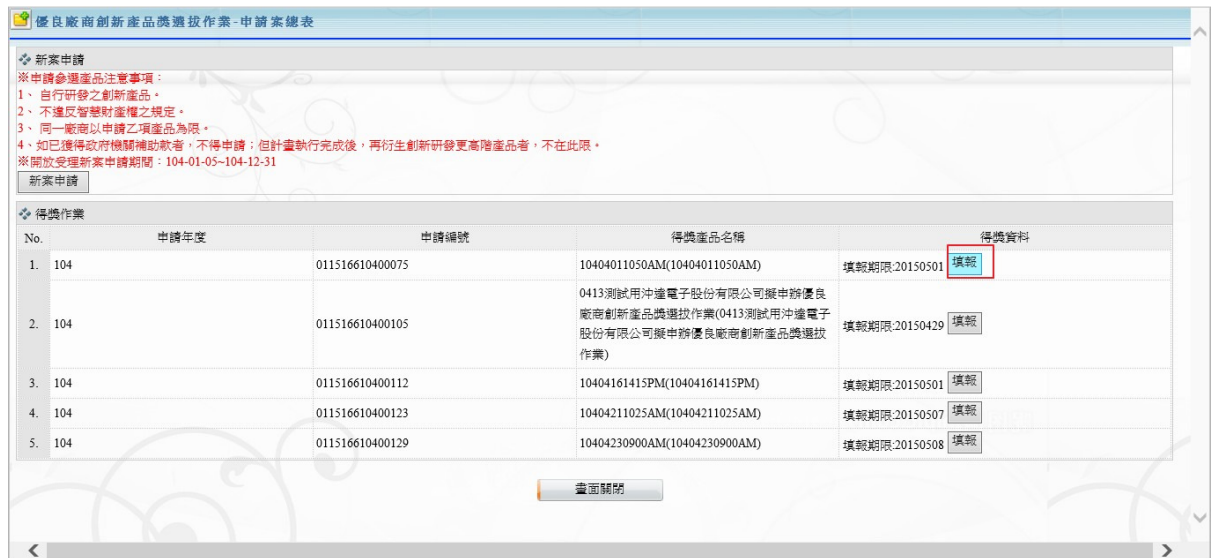 優良廠商創新產品獎選拔作業-申請案總表
新案申請
※申請參選產品注意事項：
1、 自行研發之創新產品。
2、 不違反智慧財產權之規定。
3、 同一廠商以申請乙項產品為限。
4、如已獲得政府機關補助款者，不得申請；但計畫執行完成後，再衍生創新研發更高階產品者，不在此限。
※開放受理新案申請期間：104-01-05~104-12-31
新案申請
得獎作業
No. 申請年度 申請編號 得獎產品名稱 得獎資料
1. 104 011516610400075 10404011050AM(10404011050AM) 填報期限:20150501 填報
0413測試用沖達電子股份有限公司擬申辦優良
廠商創新產品獎選拔作業(0413測試用沖達電子
2. 104 011516610400105 股份有限公司擬申辦優良廠商創新產品獎選拔 填報期限:20150429 填報
作業)
3. 104 011516610400112 10404161415PM(10404161415PM) 填報期限:20150501 填報
4. 104 011516610400123 10404211025AM(10404211025AM) 填報期限:20150507 填報
5. 104 011516610400129 10404230900AM(10404230900AM) 填報期限:20150508 填報
畫面關閉